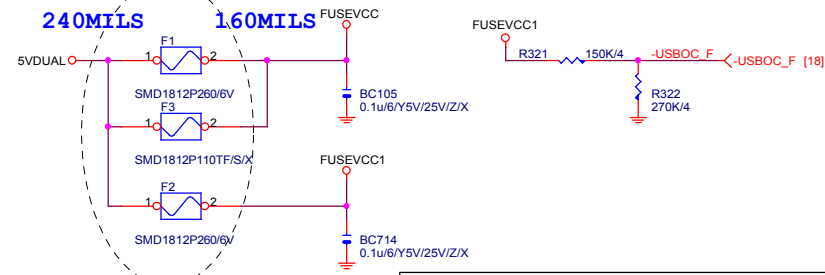 240MILS 160MILS FUSEVCC
FUSEVCC1
F1
5VDUAL 1 2
R321 150K/4 -USBOC_F -USBOC_F [18]
SMD1812P260/6V
BC105
0.1u/6/Y5V/25V/Z/X
R322
270K/4
F3
1 2
SMD1812P110TF/S/X
FUSEVCC1
F2
1 2
SMD1812P260/6V
BC714
0.1u/6/Y5V/25V/Z/X